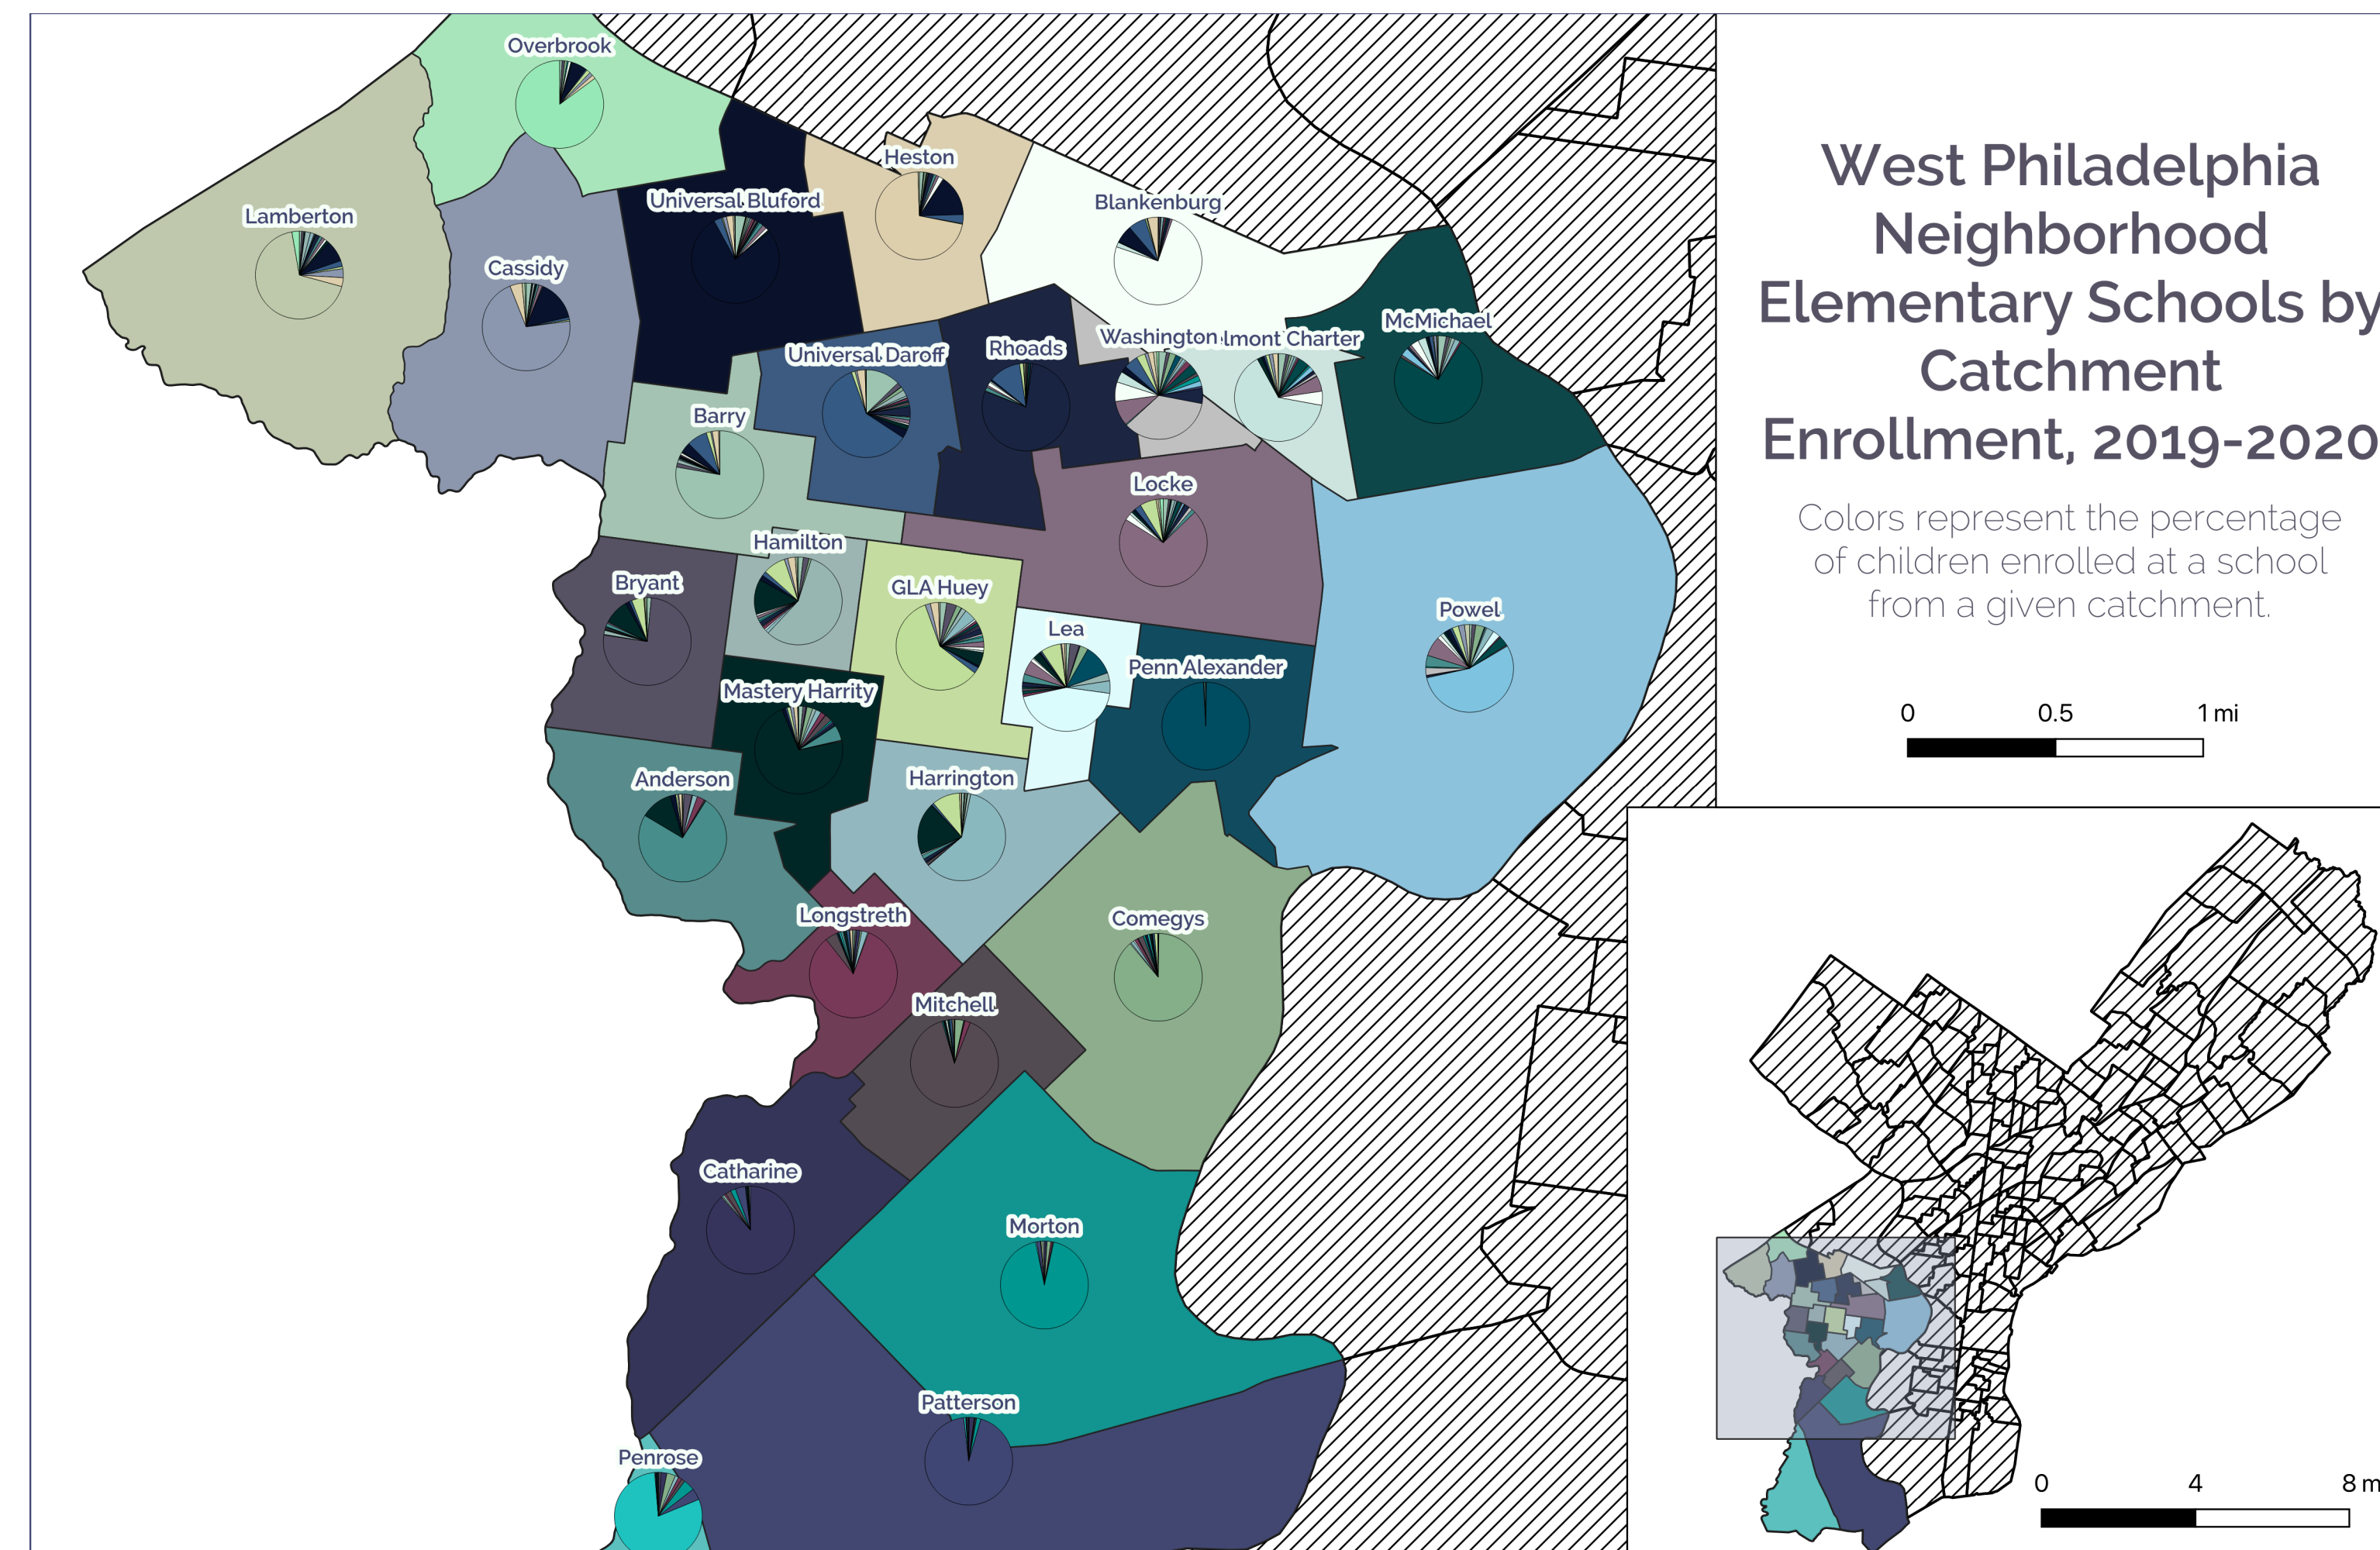 Overbrook
Heston
Universal Bluford
Blankenburg
Lamberton
Cassidy
McMichael
Washington
lmont Charter
Rhoads
Universal Daroff
Barry
Locke
Hamilton
Bryant
GLA Huey
Powel
Lea
Penn Alexander
Mastery Harrity
Anderson
Harrington
Longstreth
Comegys
Mitchell
Catharine
Morton
Patterson
Penrose
West Philadelphia
Neighborhood
Elementary Schools by
Catchment
Enrollment, 2019-2020
Colors represent the percentage
of children enrolled at a school
from a given catchment.
0 0.5 1 mi
0 4 8 m